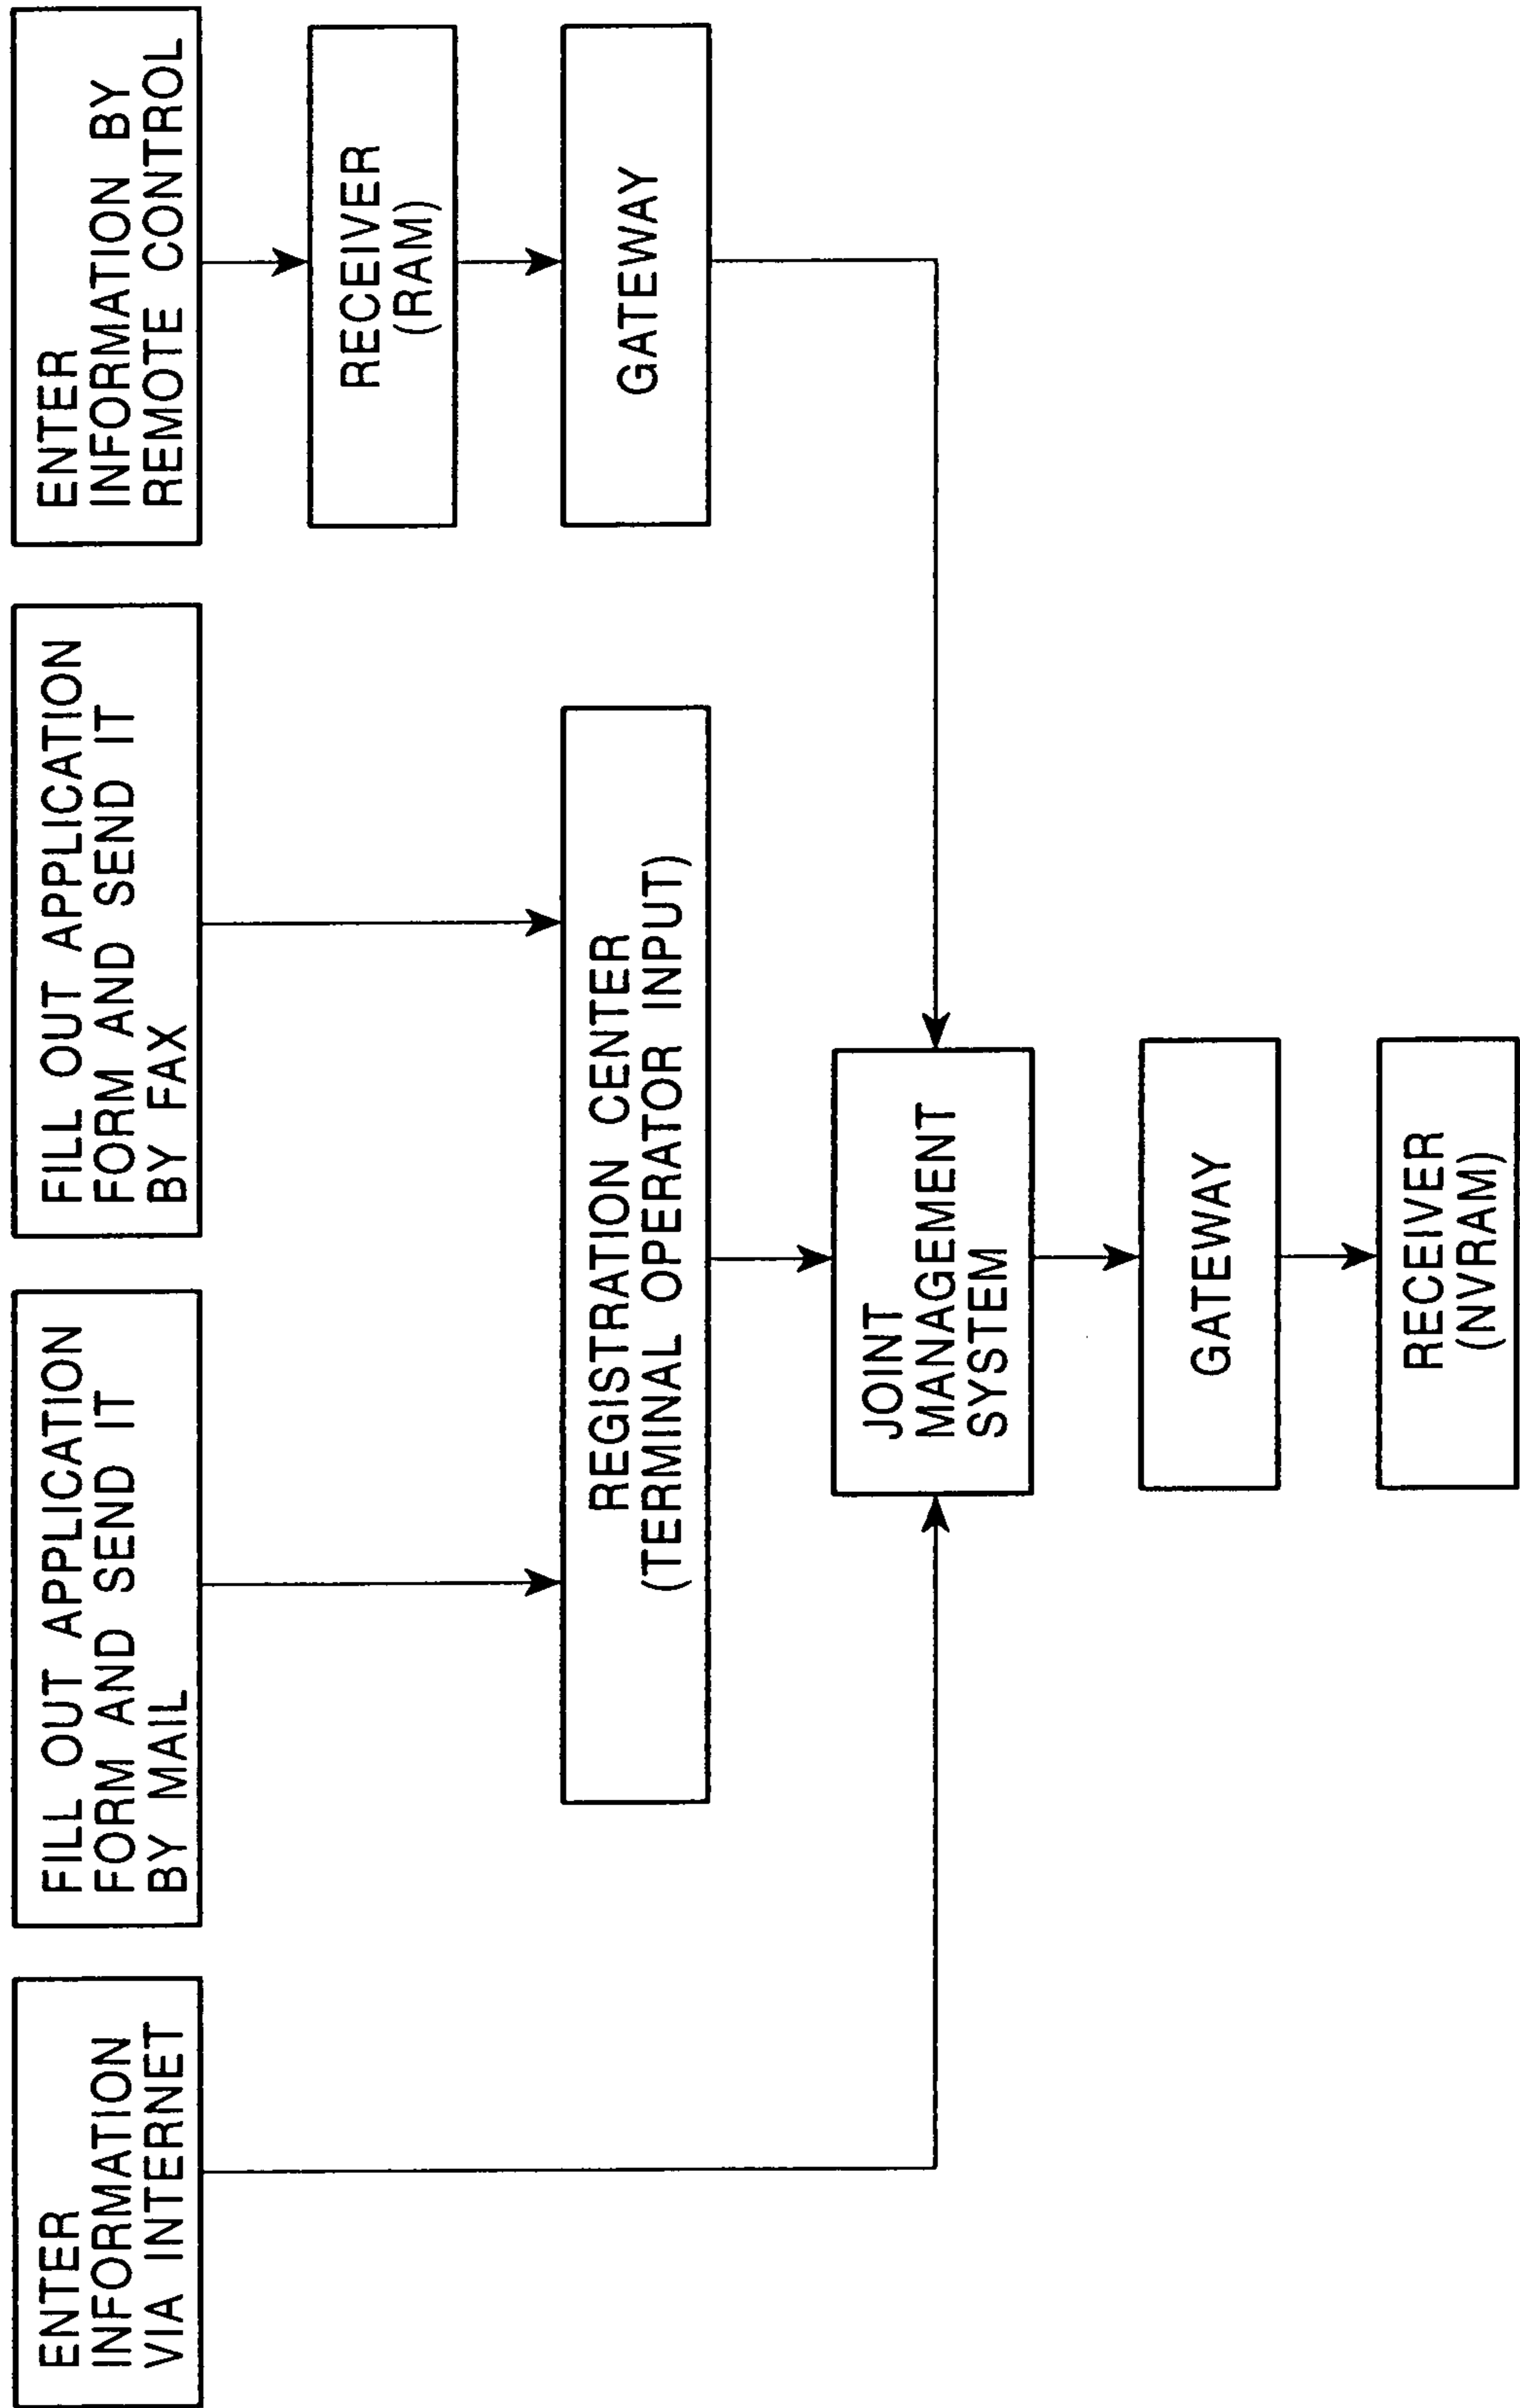 ENTER
INFORMATION
VIA INTERNET
FILL OUT APPLICATION
FORM AND SEND IT
BY MAIL
FILL OUT APPLICATION
FORM AND SEND IT
BY FAX
ENTER
INFORMATION BY
REMOTE CONTROL
RECEIVER
(RAM)
REGISTRATION CENTER
(TERMINAL OPERATOR INPUT)
GATEWAY
JOINT
MANAGEMENT
SYSTEM
GATEWAY
RECEIVER
(NVRAM)